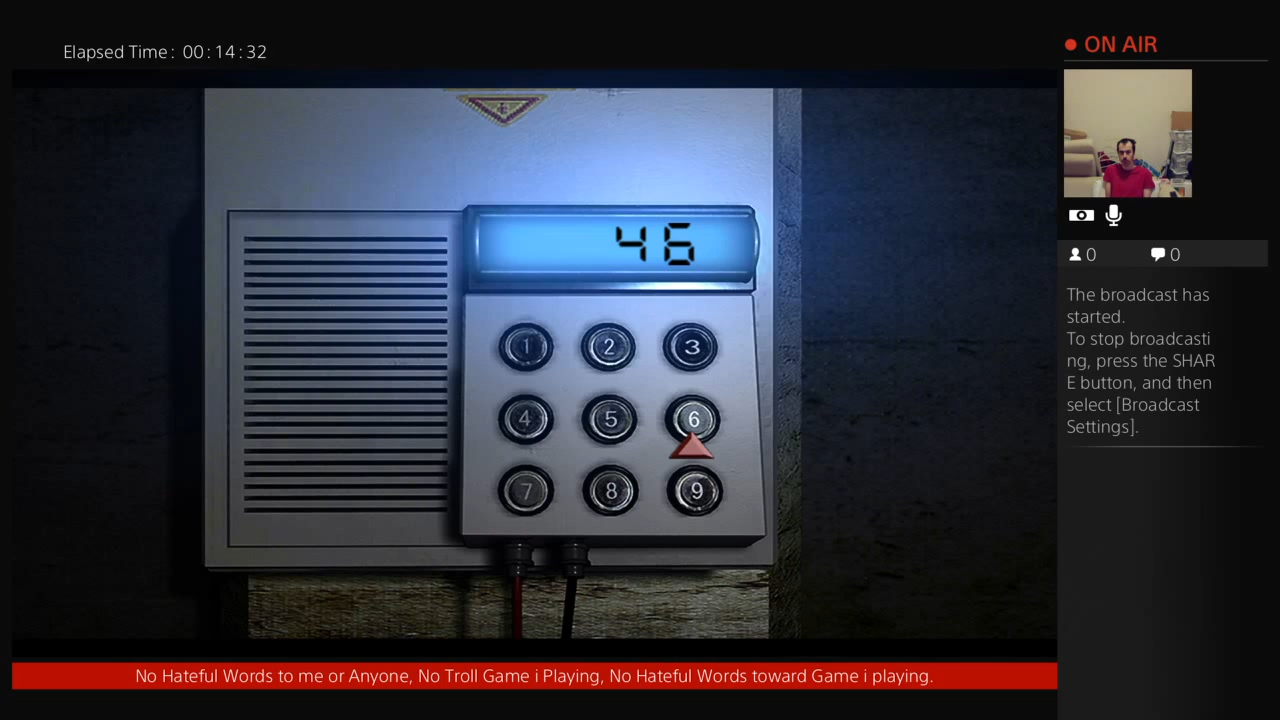 Elapsed Time: 00:14:32
ON AIR
46
1 2 3
4 5 6
7 8 9
0 0
The broadcast has
started.
To stop broadcasti
ng, press the SHAR
E button, and then
select [Broadcast
Settings].
No Hateful Words to me or Anyone, No Troll Game i Playing, No Hateful Words toward Game i playing.